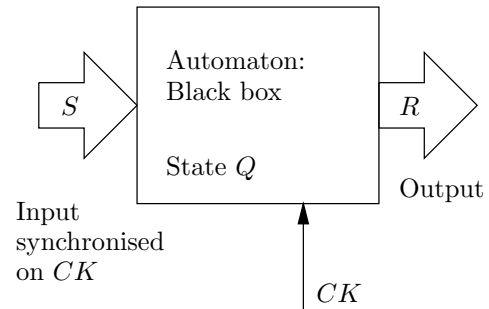 Automaton:
Black box
S
R
State Q
Output
Input
synchronised
on CK
CK